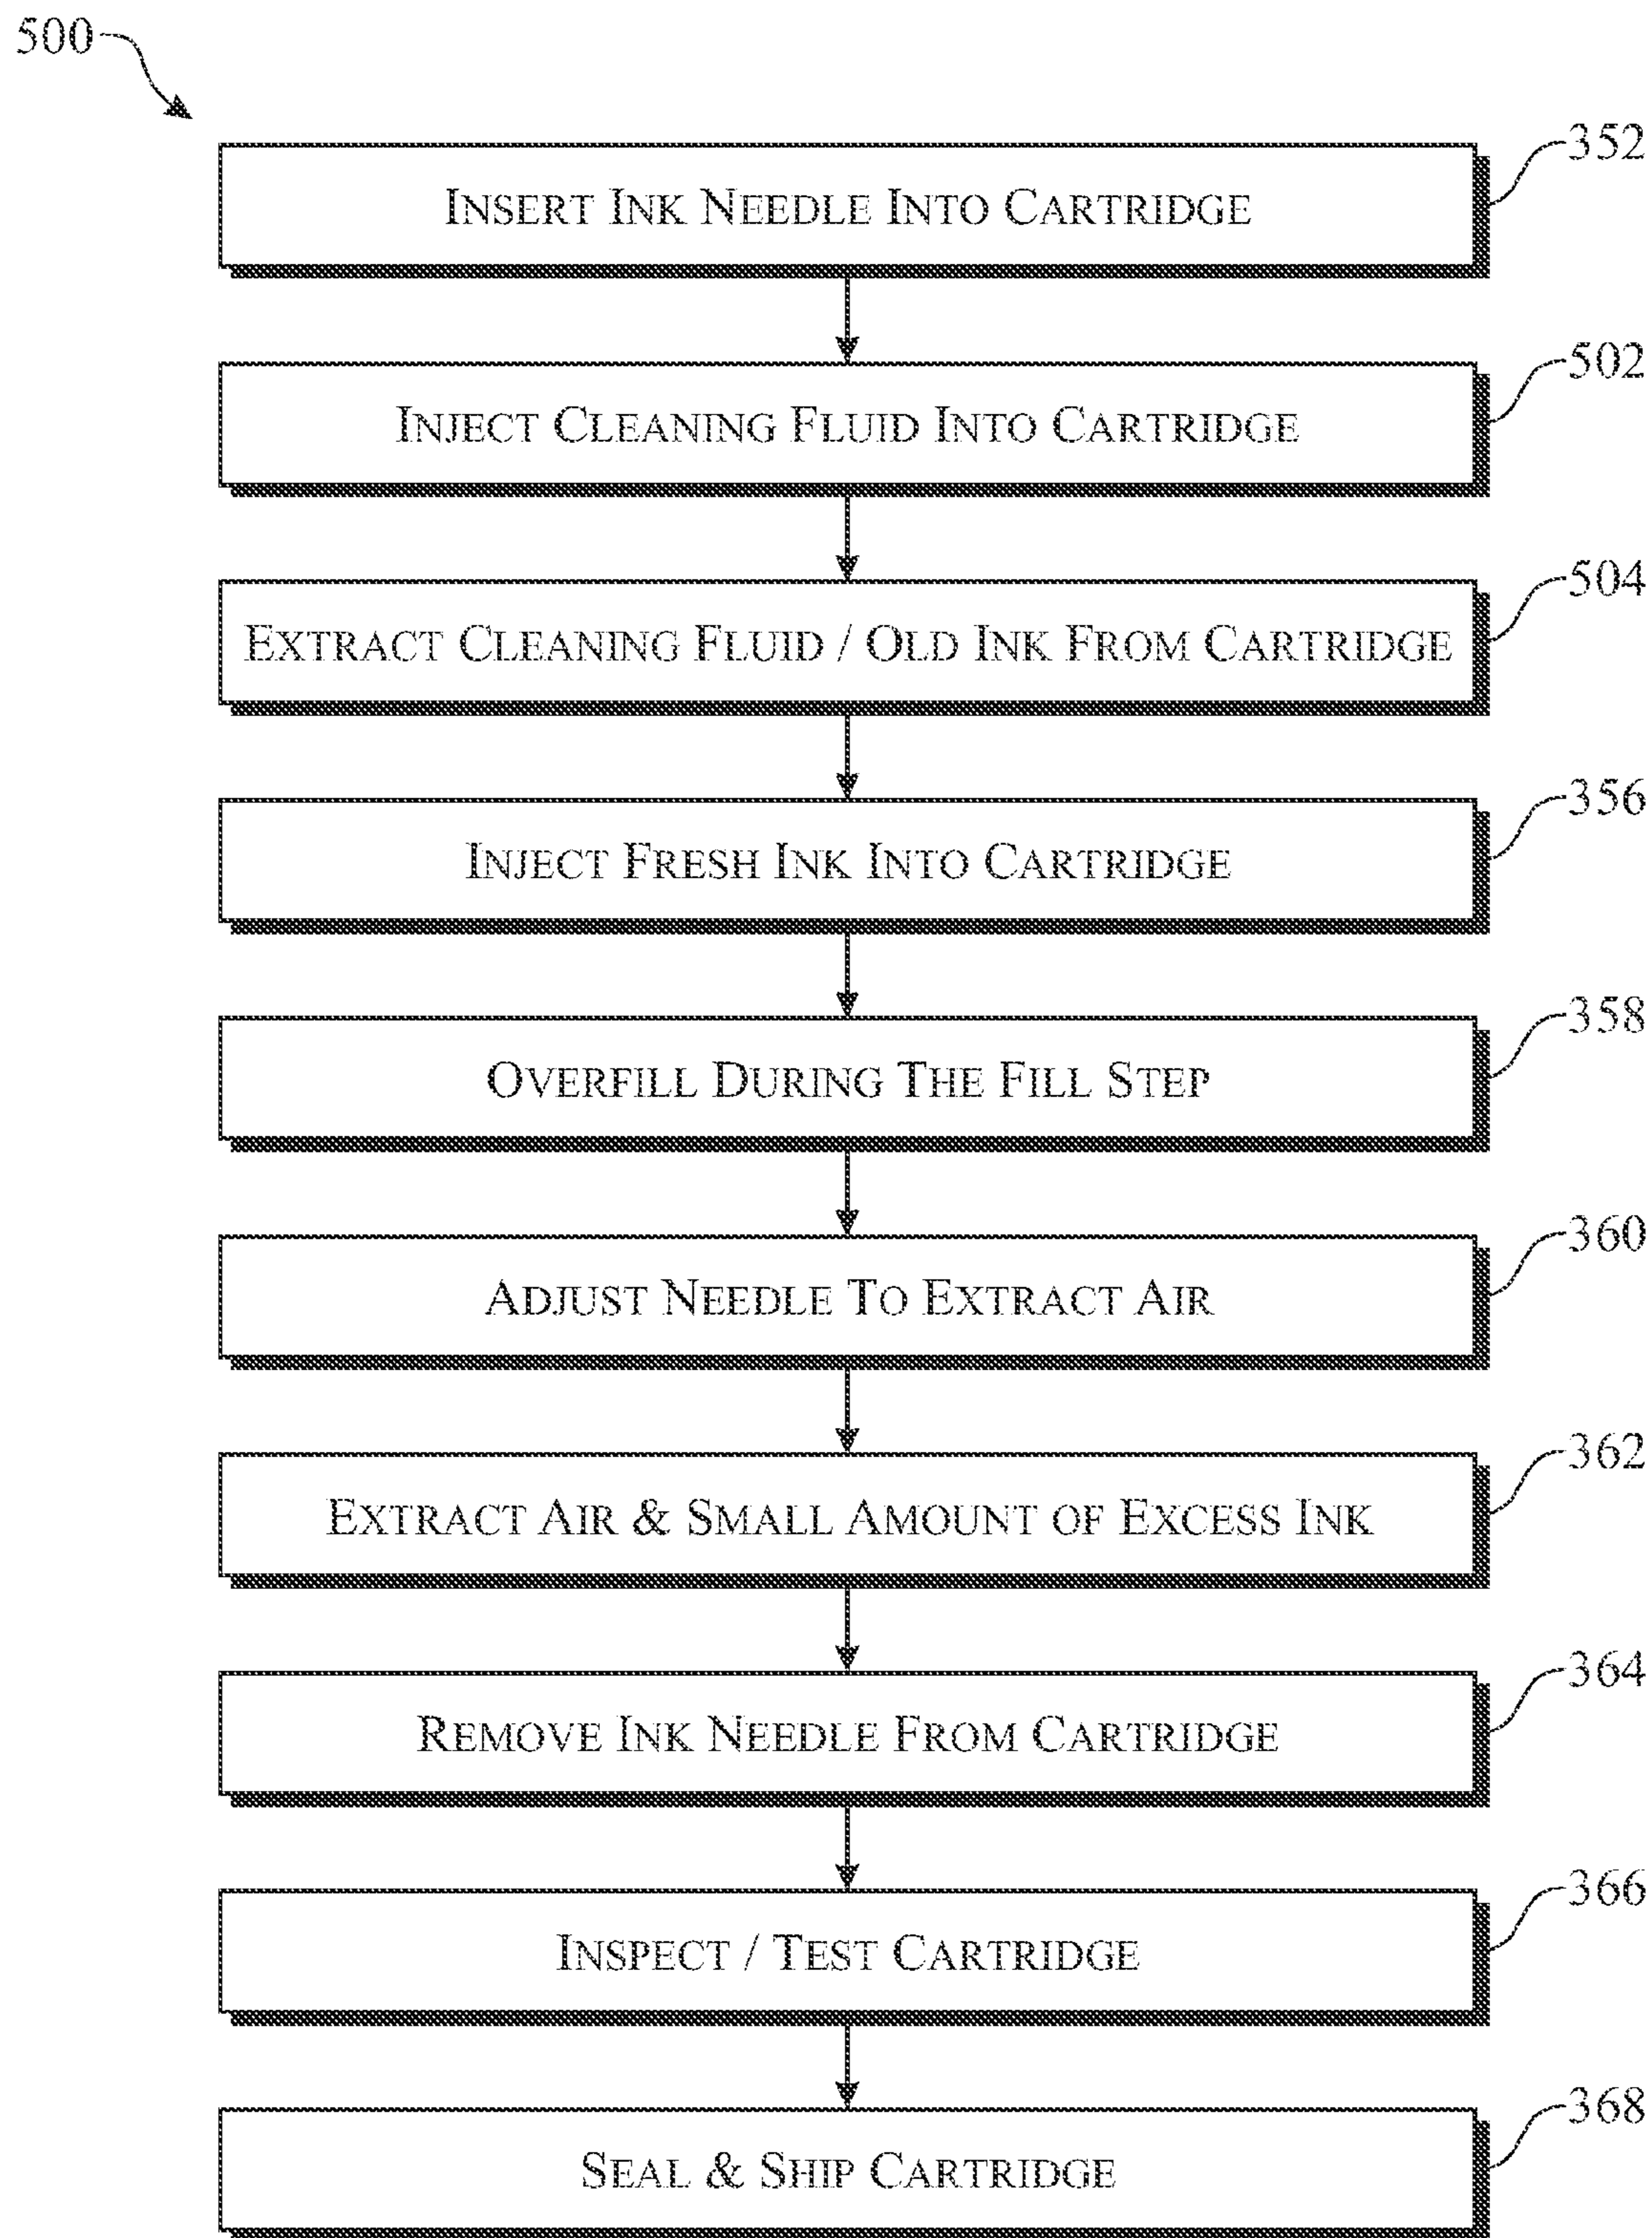 500
352
INSERT INK NEEDLE INTO CARTRIDGE
502
INJECT CLEANING FLUID INTO CARTRIDGE
504
EXTRACT CLEANING FLUID / OLD INK FROM CARTRIDGE
356
INJECT FRESH INK INTO CARTRIDGE
358
OVERFILL DURING THE FILL STEP
360
ADJUST NEEDLE TO EXTRACT AIR
362
EXTRACT AIR & SMALL AMOUNT OF EXCESS INK
364
REMOVE INK NEEDLE FROM CARTRIDGE
366
INSPECT / TEST CARTRIDGE
368
SEAL & SHIP CARTRIDGE